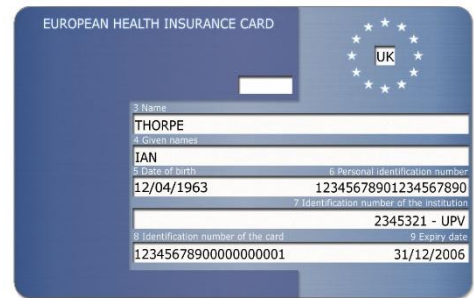 EUROPEAN HEALTH INSURANCE CARD
UK
3 Name
THORPE
4 Given names
IAN
5 Date of birth 6 Personal identification number
12/04/1963 12345678901234567890
7 Identification number of the institution
2345321 - UPV
8 Identification number of the card 9 Expiry date
12345678900000000001 31/12/2006